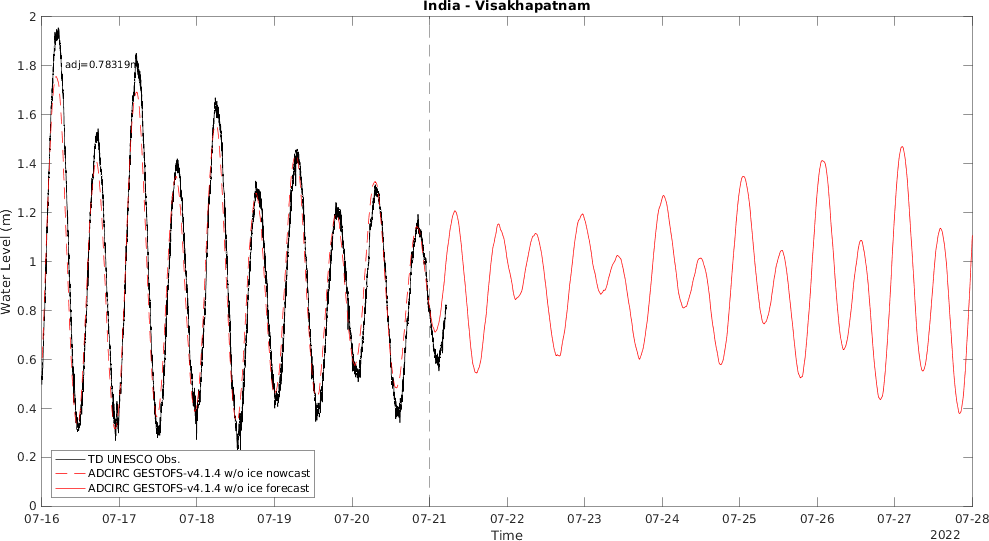 India - Visakhapatnam
2
1.8
1.6
1.4
1.2
1
0.8
0.6
0.4
0.2
0
Water Level (m)
adj=0.78319m
TD UNESCO Obs.
ADCIRC GESTOFS-v4.1.4 w/o ice nowcast
ADCIRC GESTOFS-v4.1.4 w/o ice forecast
07-16 07-17 07-18 07-19 07-20 07-21 07-22 07-23 07-24 07-25 07-26 07-27 07-28
Time
2022